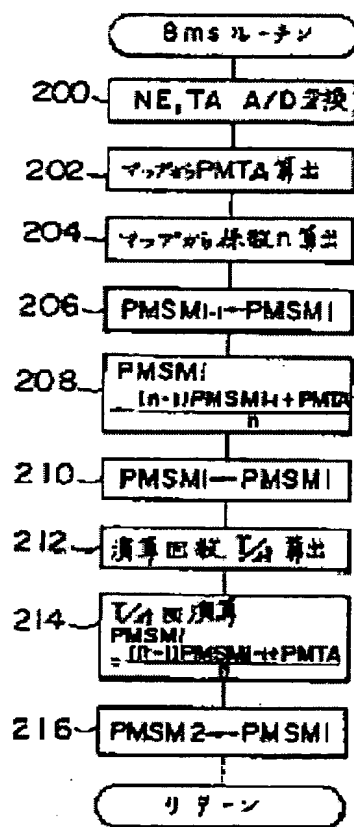 8ms ルーチン
200
NE,TA A/D変換
202
マップからPMTA算出
204
マップから係数n算出
206
PMSMi-1←PMSMi
208
PMSMi
(n-1)PMSMi-1+PMTA
n
210
PMSM1←PMSMi
212
演算回数 算出
214
回演算
PMSMi
=(n-1)PMSMi-1+PMTA
n
216
PMSM2←PMSMi
リターン